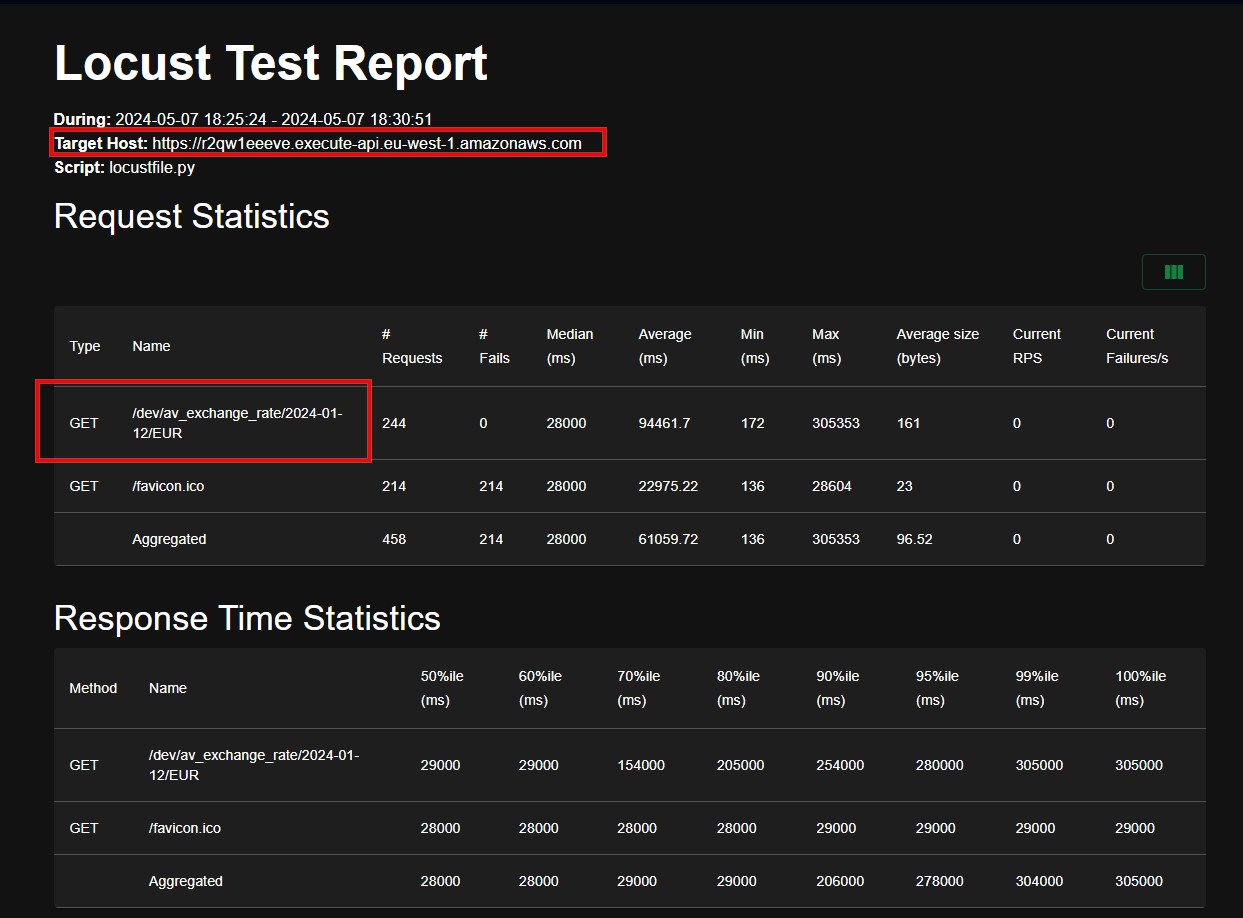 Locust Test Report
During: 2024-05-07 18:25:24 - 2024-05-07 18:30:51
Target Host: https://r2qw1eeeve.execute-api.eu-west-1.amazonaws.com
Script: locustfile.py
Request Statistics
Type Name # Requests # Fails Median (ms) Average (ms) Min (ms) Max (ms) Average size (bytes) Current RPS Current Failures/s
GET /dev/av_exchange_rate/2024-01-12/EUR 244 0 28000 94461.7 172 305353 161 0 0
GET /favicon.ico 214 214 28000 22975.22 136 28604 23 0 0
Aggregated 458 214 28000 61059.72 136 305353 96.52 0 0
Response Time Statistics
Method Name 50%ile (ms) 60%ile (ms) 70%ile (ms) 80%ile (ms) 90%ile (ms) 95%ile (ms) 99%ile (ms) 100%ile (ms)
GET /dev/av_exchange_rate/2024-01-12/EUR 29000 29000 154000 205000 254000 280000 305000 305000
GET /favicon.ico 28000 28000 28000 28000 29000 29000 29000 29000
Aggregated 28000 28000 29000 29000 206000 278000 304000 305000